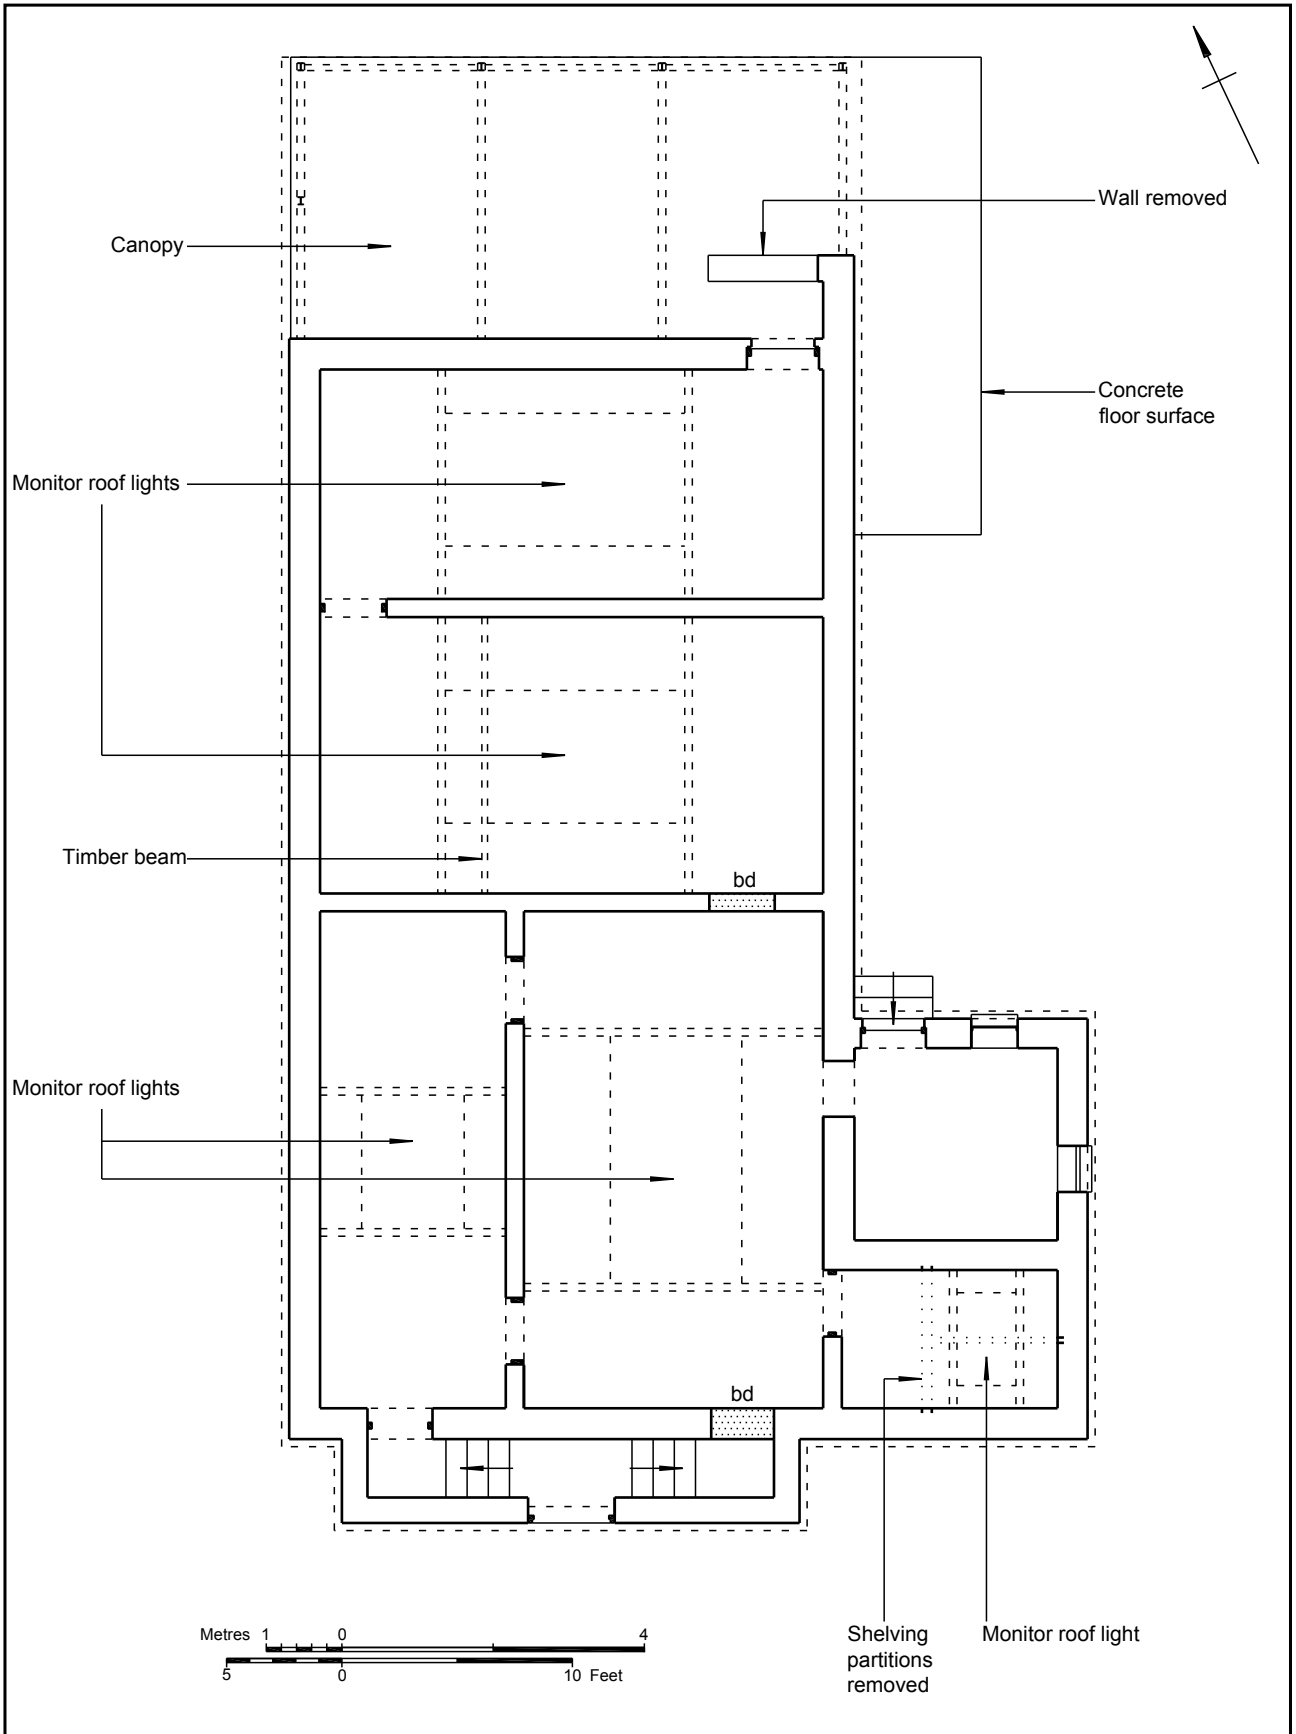 Wall removed
Canopy
Concrete
floor surface
Monitor roof lights
Timber beam
bd
Monitor roof lights
bd
Metres 1 0 4
5 0 10 Feet
Shelving
partitions
removed
Monitor roof light